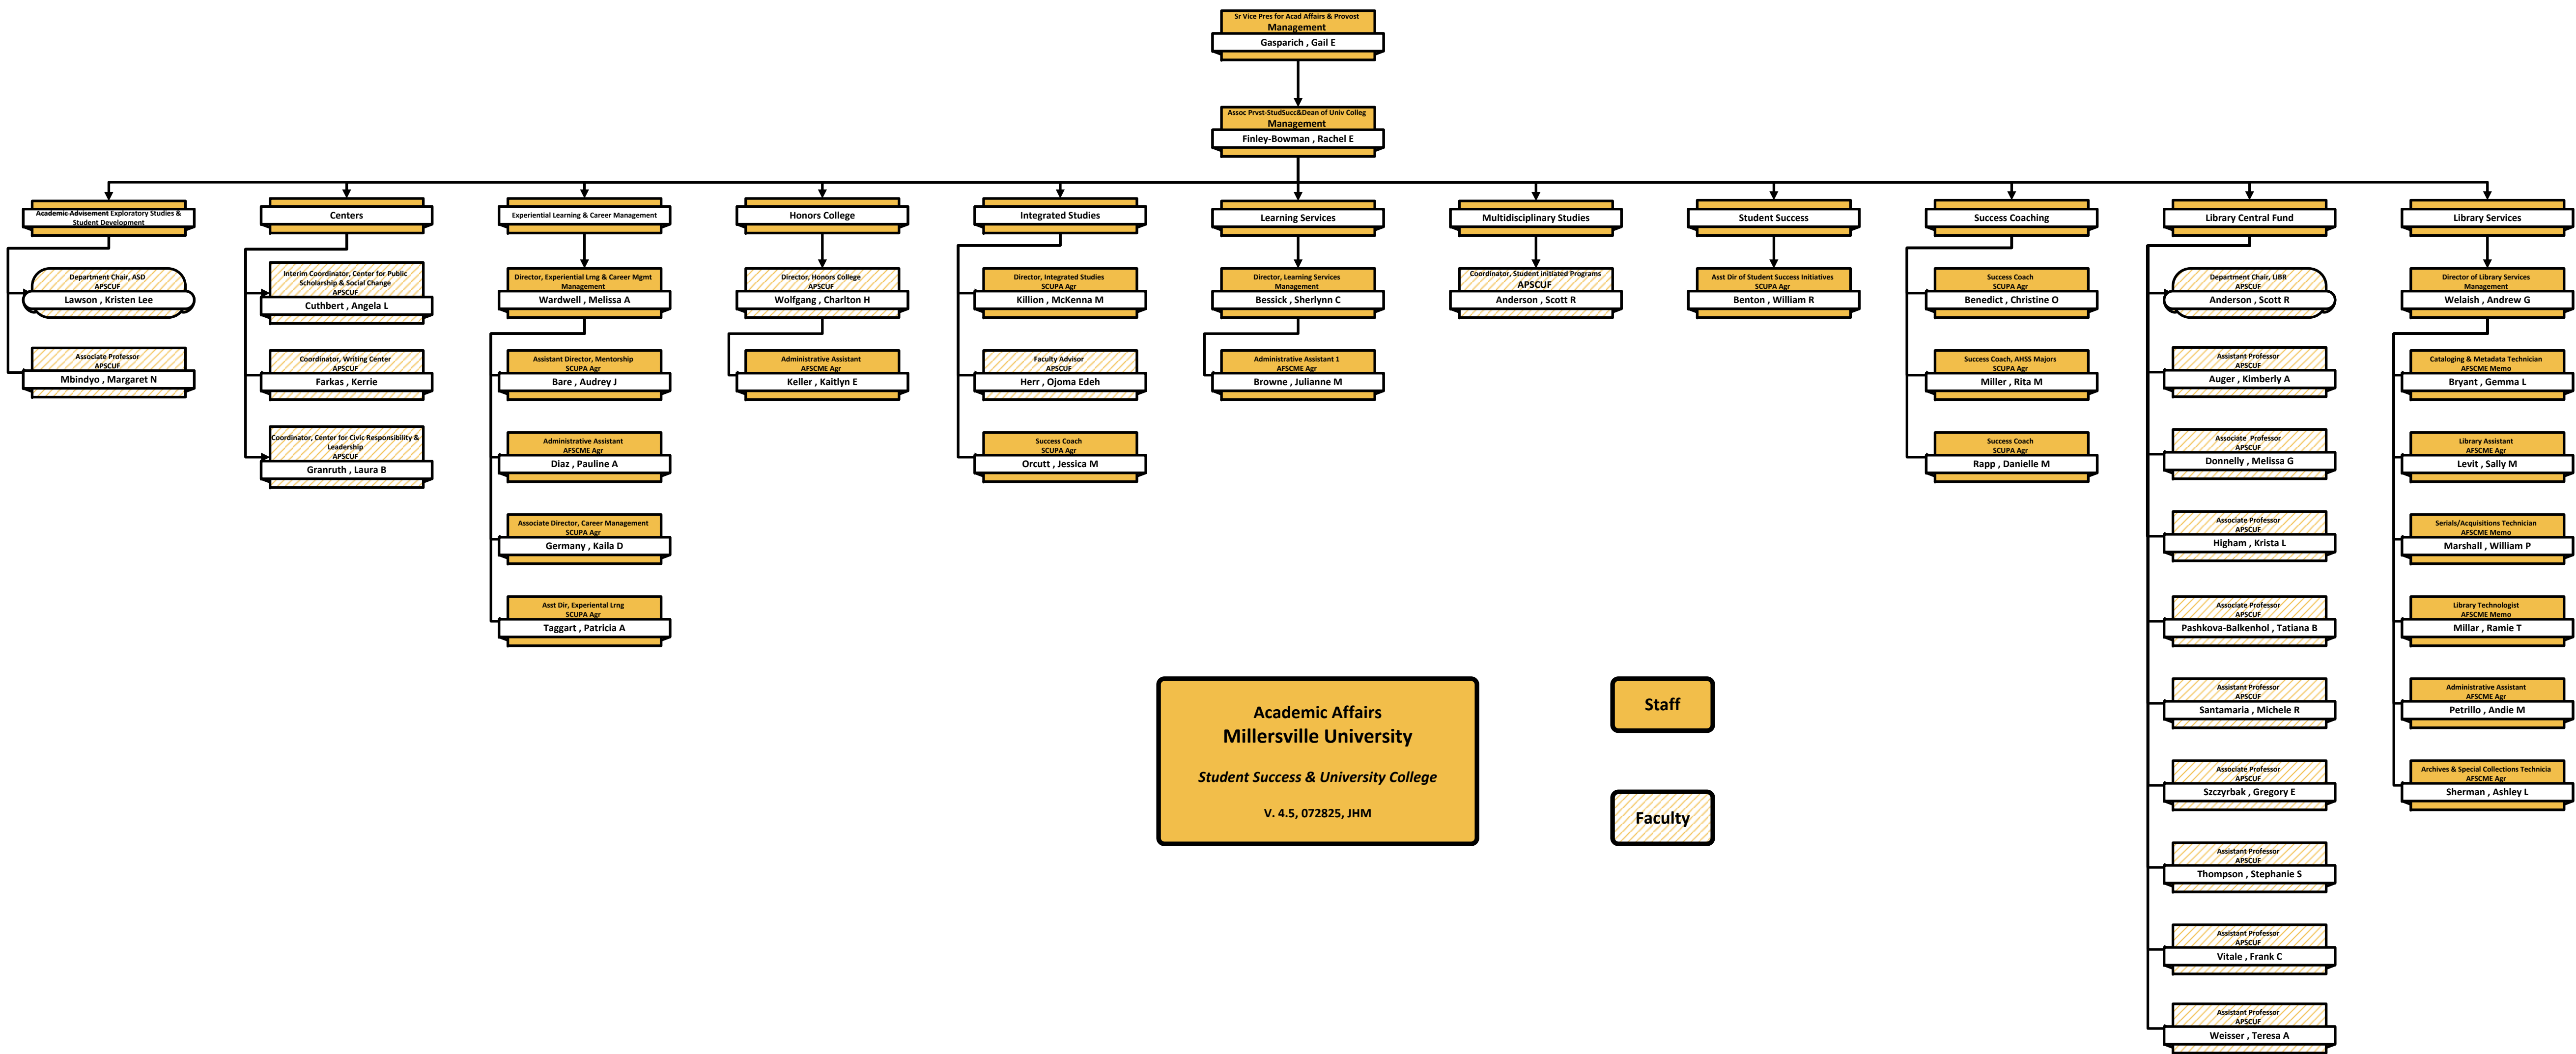 Sr Vice Pres for Acad Affairs & Provost
Management
Gasparich , Gail E
Assoc Prvst-StudSucc&Dean of Univ Colleg
Management
Finley-Bowman , Rachel E
Academic Advisement Exploratory Studies &
Student Development
Department Chair, ASD
APSCUF
Lawson , Kristen Lee
Associate Professor
APSCUF
Mbindyo , Margaret N
Centers
Interim Coordinator, Center for Public
Scholarship & Social Change
APSCUF
Cuthbert , Angela L
Coordinator, Writing Center
APSCUF
Farkas , Kerrie
Coordinator, Center for Civic Responsibility &
Leadership
APSCUF
Granruth , Laura B
Experiential Learning & Career Management
Director, Experiential Lrng & Career Mgmt
Management
Wardwell , Melissa A
Assistant Director, Mentorship
SCUPA Agr
Bare , Audrey J
Administrative Assistant
AFSCME Agr
Diaz , Pauline A
Associate Director, Career Management
SCUPA Agr
Germany , Kaila D
Asst Dir, Experiental Lrng
SCUPA Agr
Taggart , Patricia A
Honors College
Director, Honors College
APSCUF
Wolfgang , Charlton H
Administrative Assistant
AFSCME Agr
Keller , Kaitlyn E
Integrated Studies
Director, Integrated Studies
SCUPA Agr
Killion , McKenna M
Faculty Advisor
APSCUF
Herr , Ojoma Edeh
Success Coach
SCUPA Agr
Orcutt , Jessica M
Learning Services
Director, Learning Services
Management
Bessick , Sherlynn C
Administrative Assistant 1
AFSCME Agr
Browne , Julianne M
Multidisciplinary Studies
Coordinator, Student initiated Programs
APSCUF
Anderson , Scott R
Student Success
Asst Dir of Student Success Initiatives
SCUPA Agr
Benton , William R
Success Coaching
Success Coach
SCUPA Agr
Benedict , Christine O
Success Coach, AHSS Majors
SCUPA Agr
Miller , Rita M
Success Coach
SCUPA Agr
Rapp , Danielle M
Library Central Fund
Department Chair, LIBR
APSCUF
Anderson , Scott R
Assistant Professor
APSCUF
Auger , Kimberly A
Associate Professor
APSCUF
Donnelly , Melissa G
Associate Professor
APSCUF
Higham , Krista L
Associate Professor
APSCUF
Pashkova-Balkenhol , Tatiana B
Assistant Professor
APSCUF
Santamaria , Michele R
Associate Professor
APSCUF
Szczyrbak , Gregory E
Assistant Professor
APSCUF
Thompson , Stephanie S
Assistant Professor
APSCUF
Vitale , Frank C
Assistant Professor
APSCUF
Weisser , Teresa A
Library Services
Director of Library Services
Management
Welaish , Andrew G
Cataloging & Metadata Technician
AFSCME Memo
Bryant , Gemma L
Library Assistant
AFSCME Agr
Levit , Sally M
Serials/Acquisitions Technician
AFSCME Memo
Marshall , William P
Library Technologist
AFSCME Memo
Millar , Ramie T
Administrative Assistant
AFSCME Agr
Petrillo , Andie M
Archives & Special Collections Technicia
AFSCME Agr
Sherman , Ashley L
Academic Affairs
Millersville University
Student Success & University College
V. 4.5, 072825, JHM
Staff
Faculty